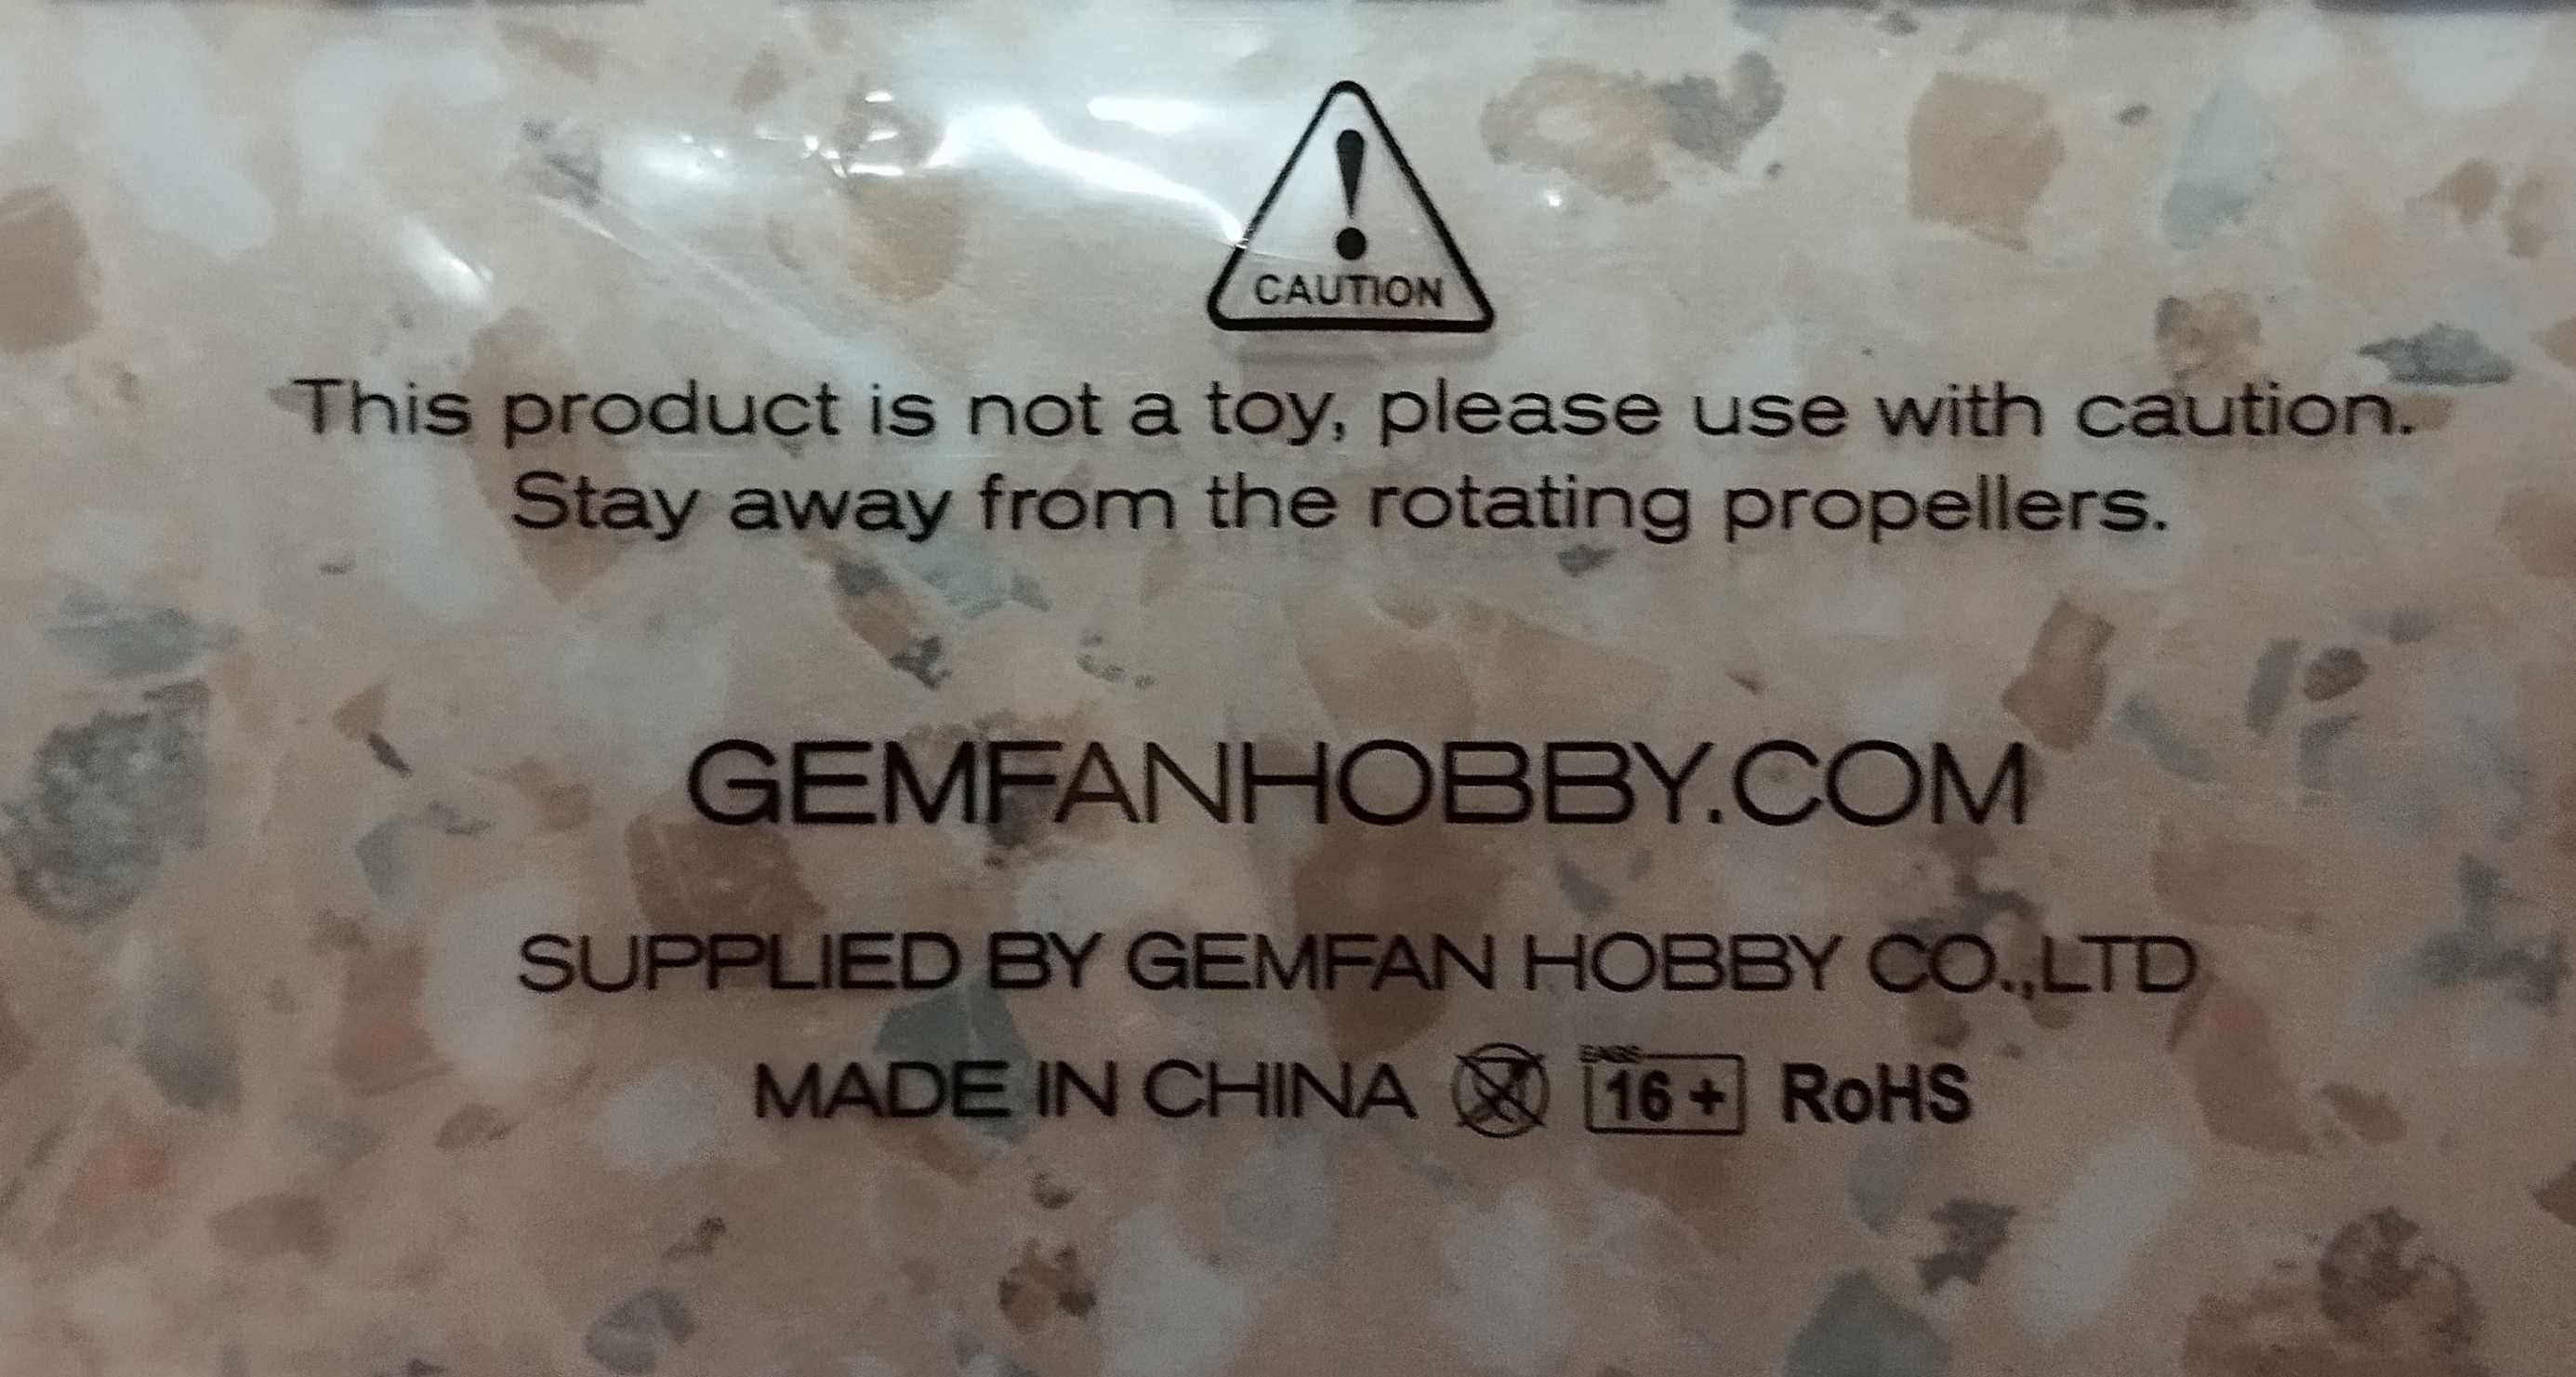 CAUTION
This product is not a toy, please use with caution.
Stay away from the rotating propellers.
GEMFANHOBBY.COM
SUPPLIED BY GEMFAN HOBBY CO.,LTD
MADE IN CHINA 16+ RoHS